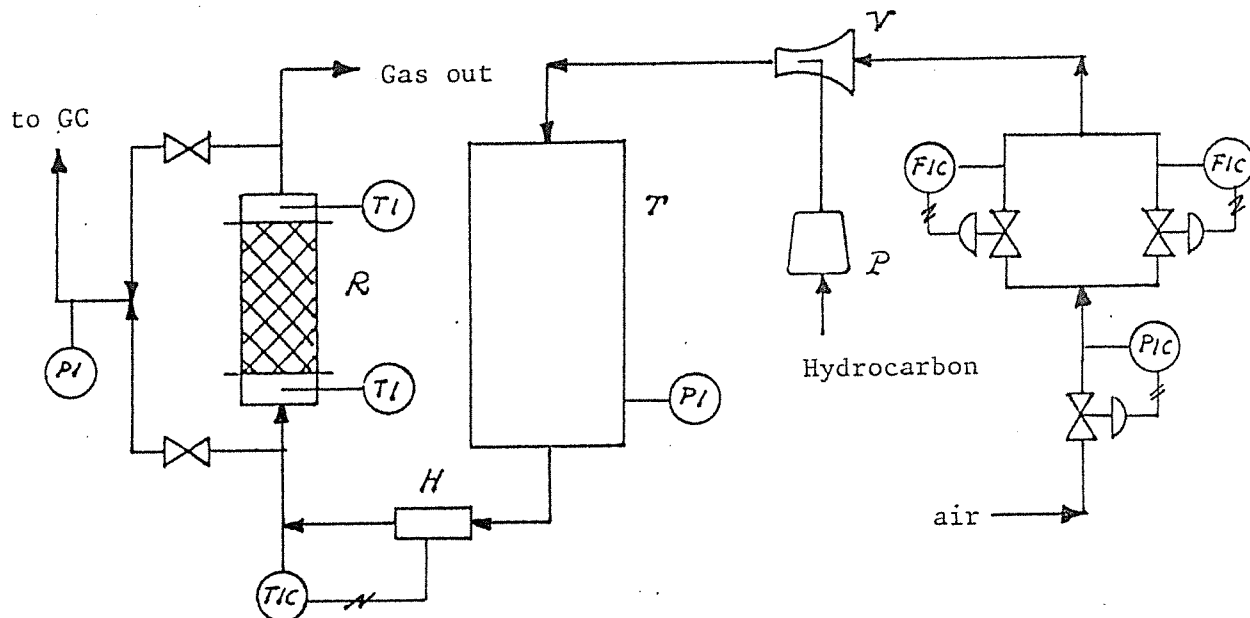 V
Gas out
to GC
FIC
FIC
TI
T
R
P
PIC
Hydrocarbon
PI
TI
PI
H
air
TIC